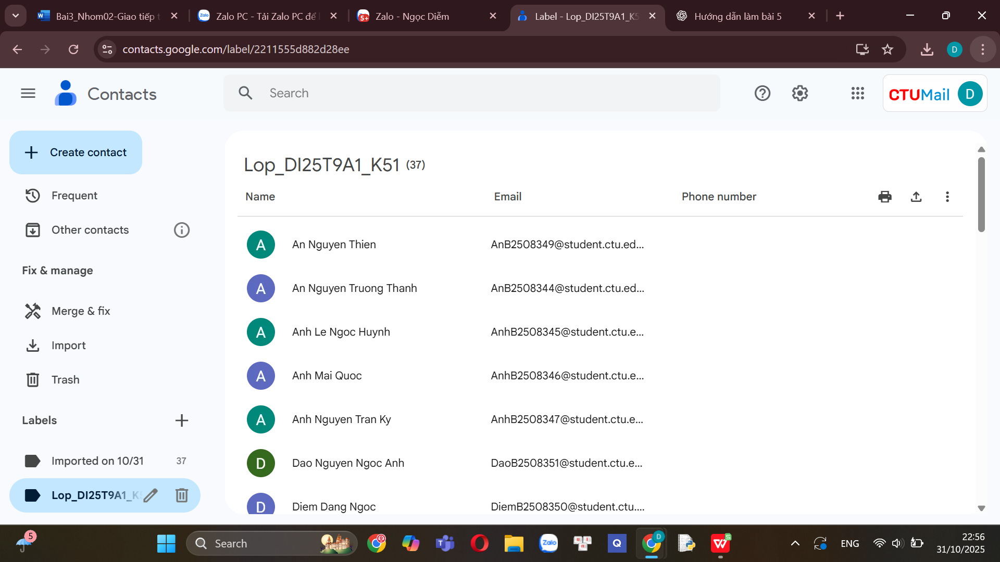 Bai3_Nhom02-Giao tiếp t
Zalo PC - Tải Zalo PC để
Zalo - Ngọc Diễm
Label - Lop_DI25T9A1_K5
Hướng dẫn làm bài 5
contacts.google.com/label/2211555d882d28ee
D
Contacts
Search
CTUMail
D
Create contact
Frequent
Other contacts
Fix & manage
Merge & fix
Import
Trash
Labels
Imported on 10/31 37
Lop_DI25T9A1_K5
Lop_DI25T9A1_K51 (37)
Name Email Phone number
A An Nguyen Thien AnB2508349@student.ctu.ed...
A An Nguyen Truong Thanh AnB2508344@student.ctu.ed...
A Anh Le Ngoc Huynh AnhB2508345@student.ctu.e...
A Anh Mai Quoc AnhB2508346@student.ctu.e...
A Anh Nguyen Tran Ky AnhB2508347@student.ctu.e...
D Dao Nguyen Ngoc Anh DaoB2508351@student.ctu.e...
D Diem Dang Ngoc DiemB2508350@student.ctu....
5
Search
Zalo
Q
D
ENG
22:56
31/10/2025